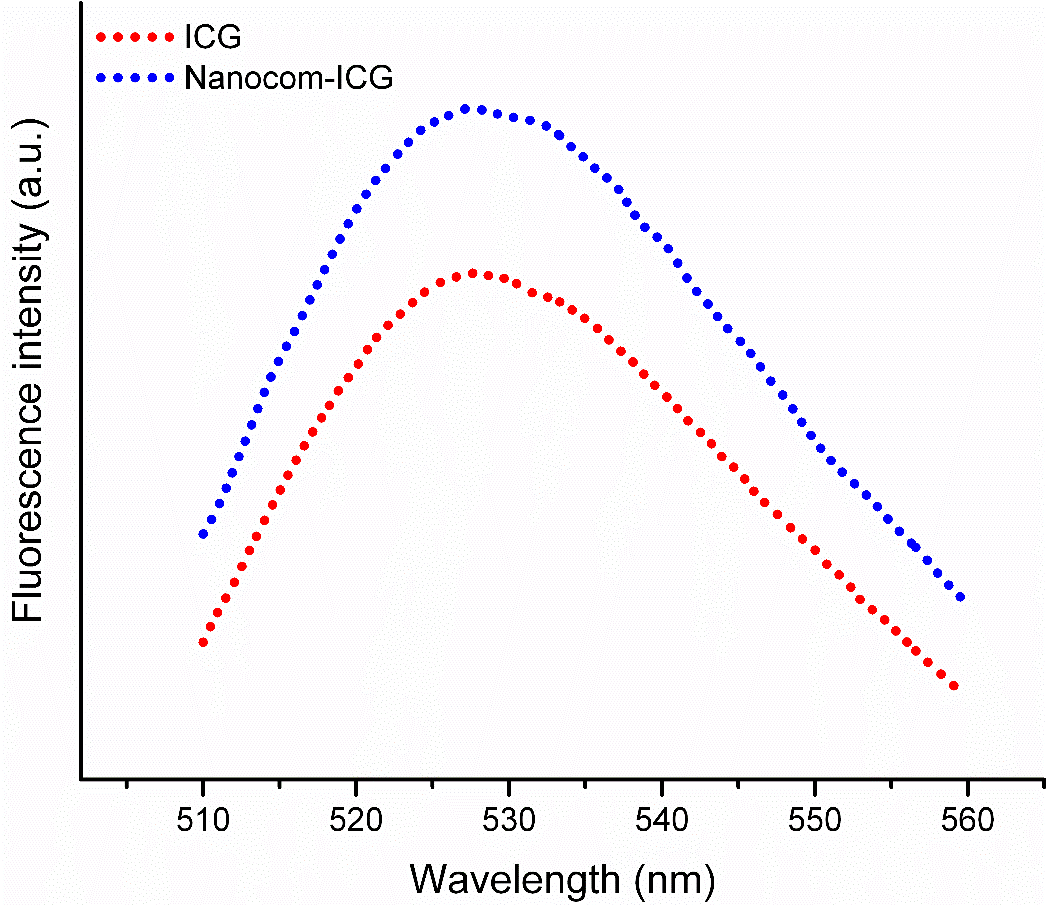 ICG
Nanocom-ICG
Fluorescence intensity (a.u.)
510 520 530 540 550 560
Wavelength (nm)